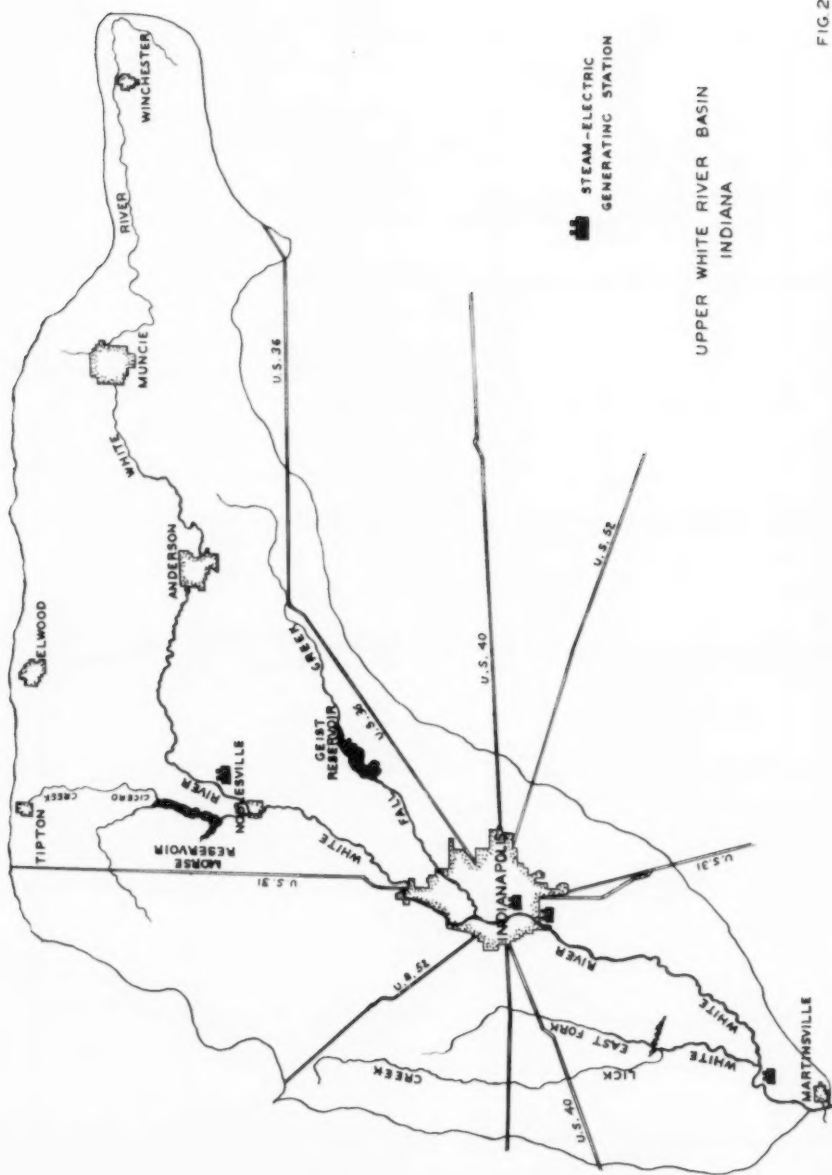 WINCHESTER
RIVER
MUNCIE
WHITE
ANDERSON
ELWOOD
TIPTON
CICERO
CREEK
MORSE
RESERVOIR
RIVER
NOBLESVILLE
WHITE
U.S. 31
U.S. 36
CREEK
U.S. 36
GEIST
RESERVOIR
FALL
U.S. 40
U.S. 52
INDIANAPOLIS
U.S. 31
U.S. 52
RIVER
WHITE
EAST FORK
WHITE
LICK
CREEK
U.S. 40
MARTINSVILLE
STEAM-ELECTRIC
GENERATING STATION
UPPER WHITE RIVER BASIN
INDIANA
FIG. 2